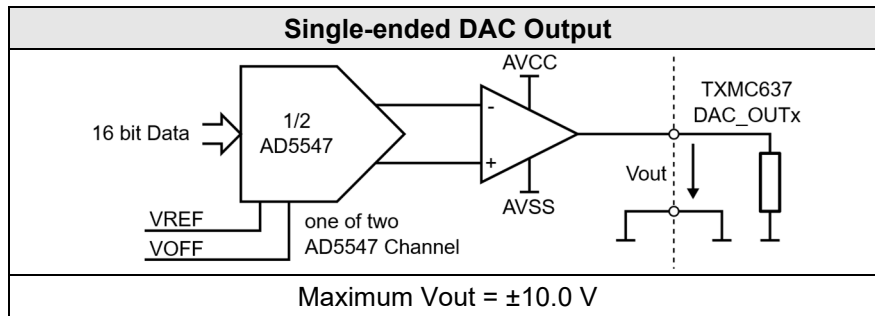 Single-ended DAC Output
AVCC
TXMC637
DAC_OUTx
16 bit Data
1/2
AD5547
-
+
Vout
AVSS
VREF
VOFF
one of two
AD5547 Channel
Maximum Vout = ±10.0 V